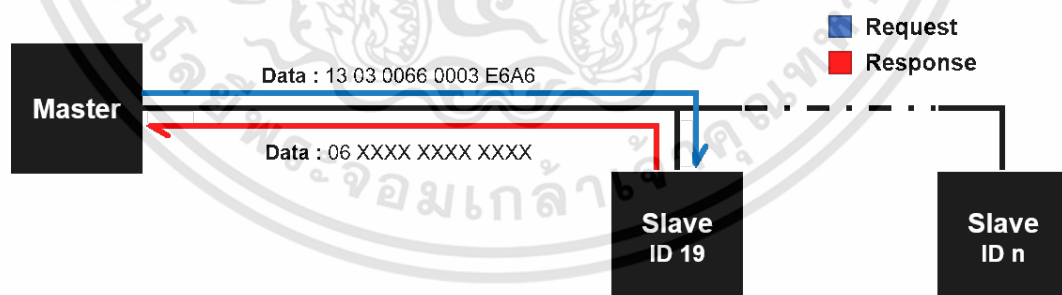 Request
Response
Master
Data : 13 03 0066 0003 E6A6
Data : 06 XXXX XXXX XXXX
Slave
ID 19
Slave
ID n